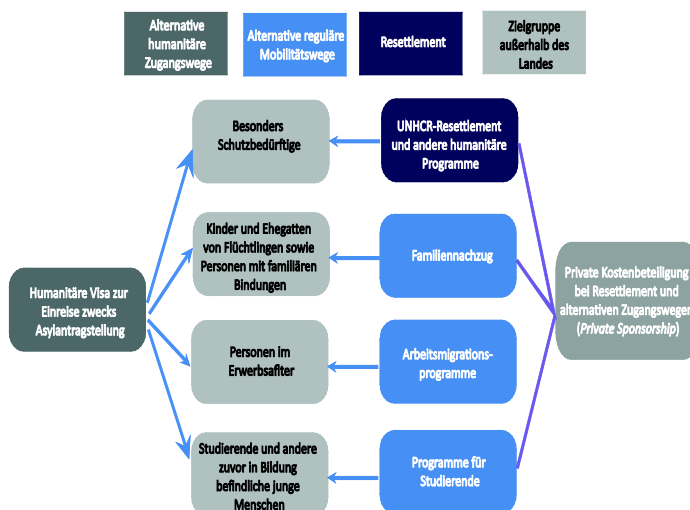 Alternative
humanitäre
Zugangswege
Alternative reguläre
Mobilitätswege
Resettlement
Zielgruppe
außerhalb des
Landes
Besonders
Schutzbedürftige
UNHCR-Resettlement
und andere humanitäre
Programme
Kinder und Ehegatten
von Flüchtlingen sowie
Personen mit familiären
Bindungen
Familiennachzug
Humanitäre Visa zur
Einreise zwecks
Asylantragstellung
Private Kostenbeteiligung
bei Resettlement und
alternativen Zugangswegen
(Private Sponsorship)
Personen im
Erwerbsaflter
Arbeitsmigrations-
programme
Studierende und andere
zuvor in Bildung
befindliche junge
Menschen
Programme für
Studierende